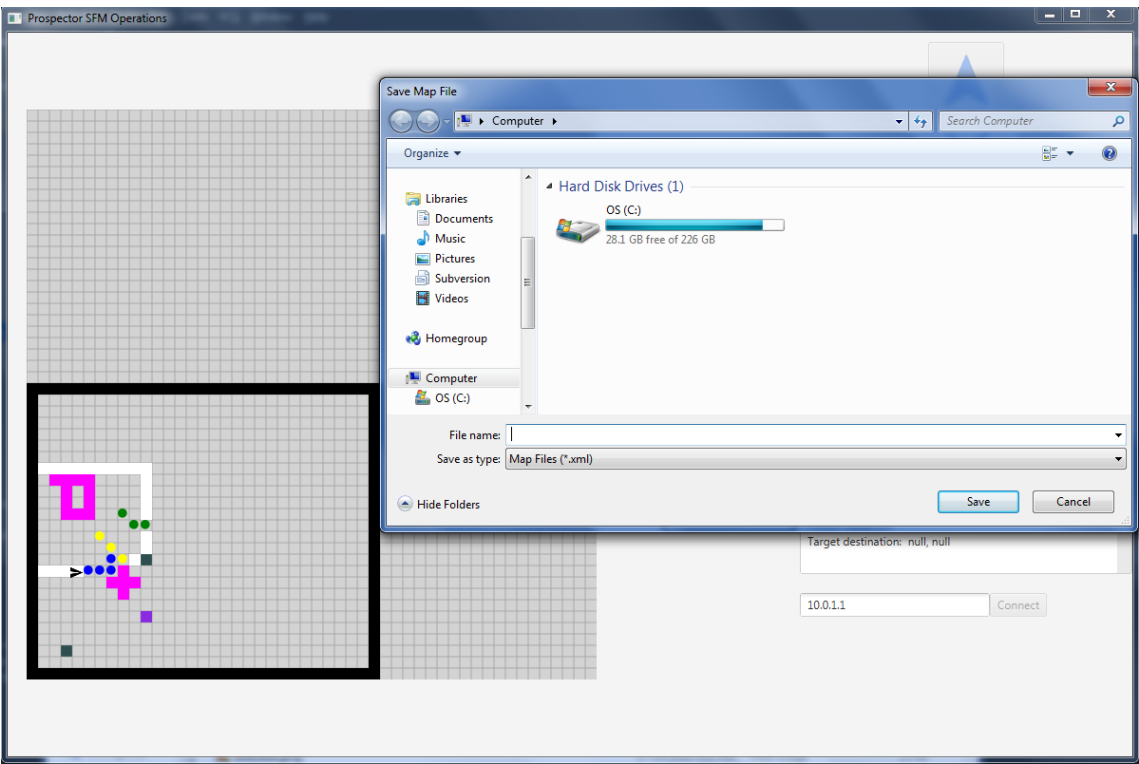 Prospector SFM Operations
Save Map File
Computer
Search Computer
Organize
Libraries
Documents
Music
Pictures
Subversion
Videos
Homegroup
Computer
OS (C:)
Hard Disk Drives (1)
OS (C:)
28.1 GB free of 226 GB
File name:
Save as type: Map Files (*.xml)
Hide Folders
Save Cancel
Target destination: null, null
10.0.1.1 Connect